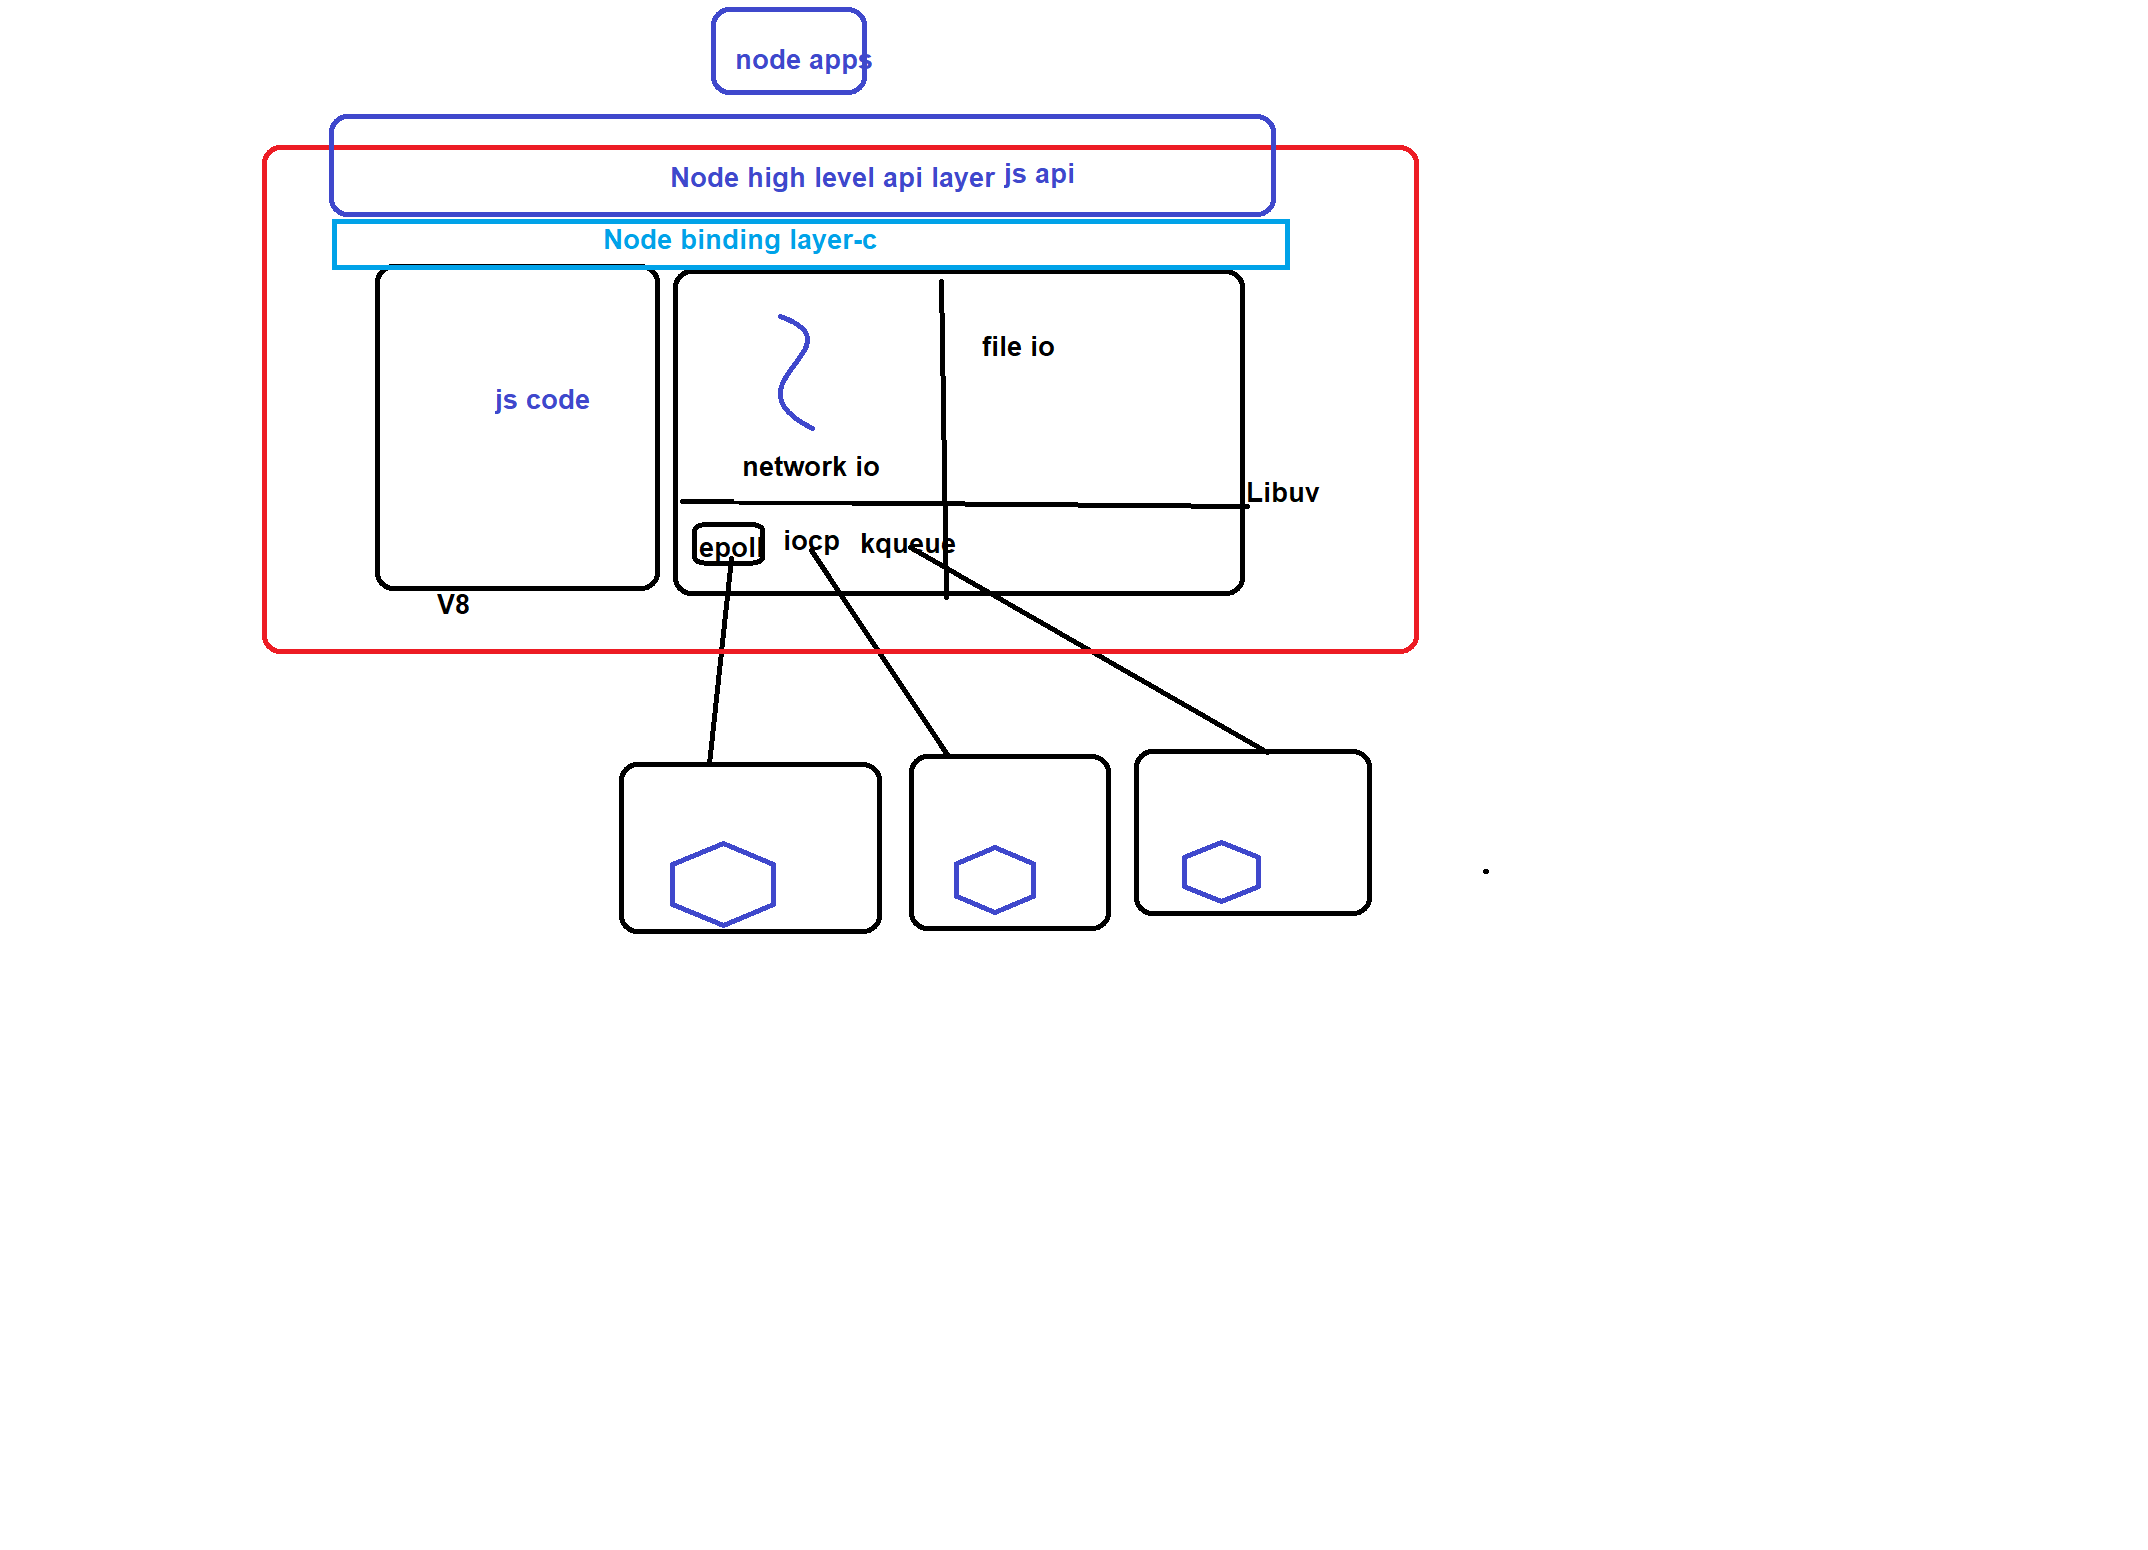 node apps
Node high level api layer js api
Node binding layer-c
file io
js code
network io
Libuv
epoll iocp kqueue
V8